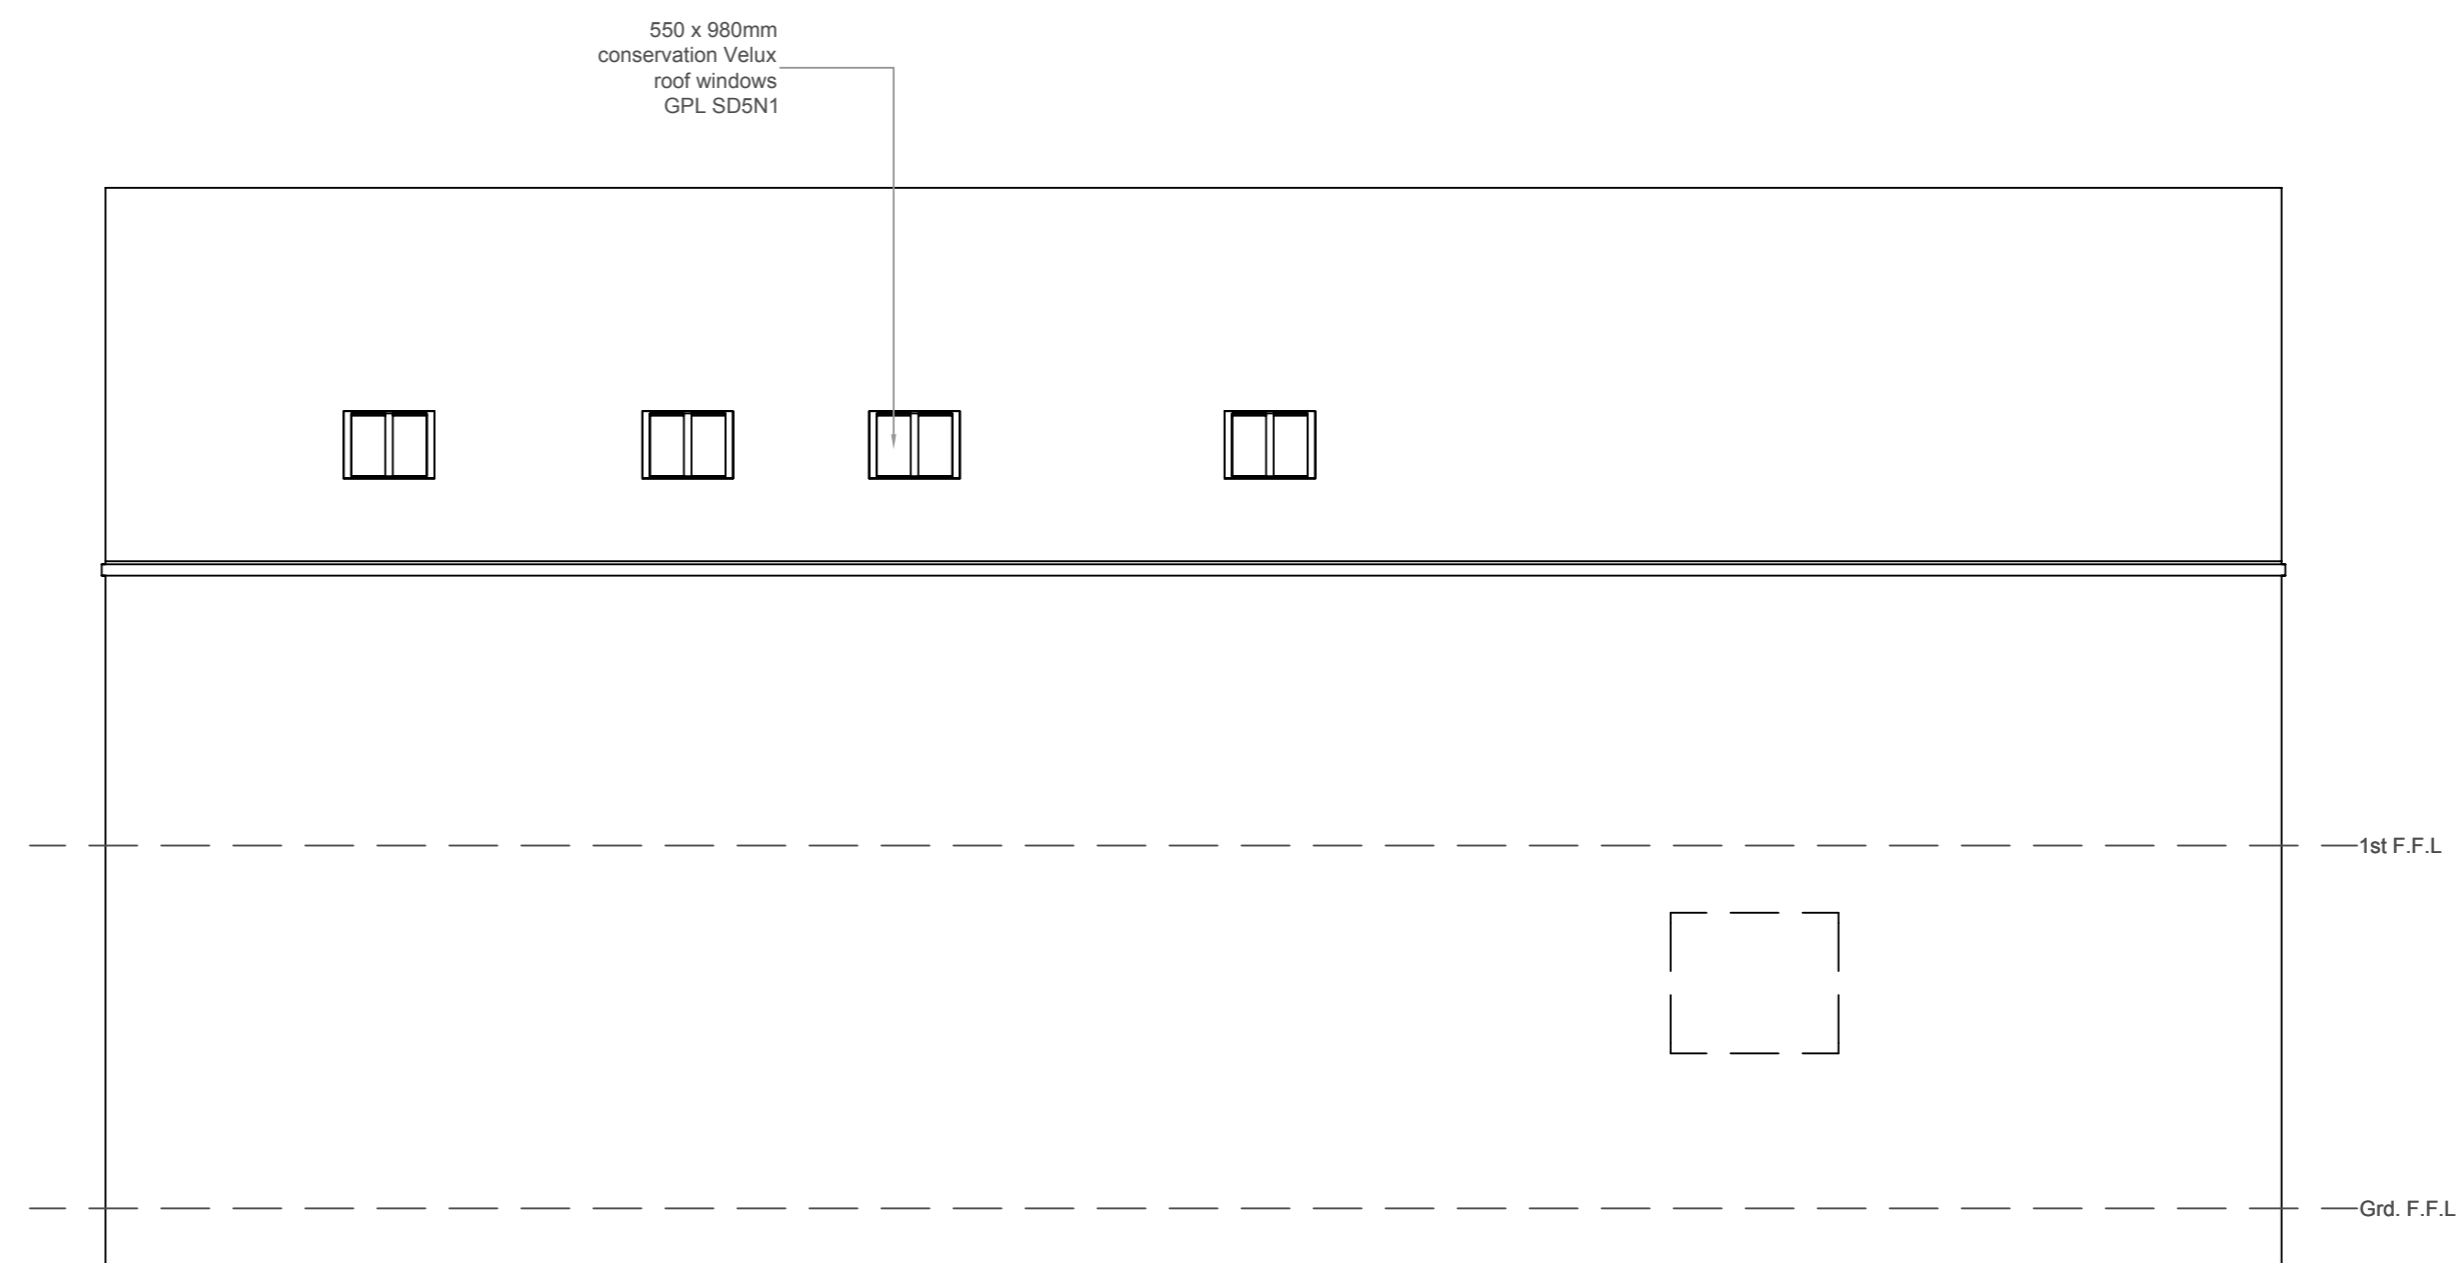 550 x 980mm
conservation Velux
roof windows
GPL SD5N1
1st F.F.L
Grd. F.F.L